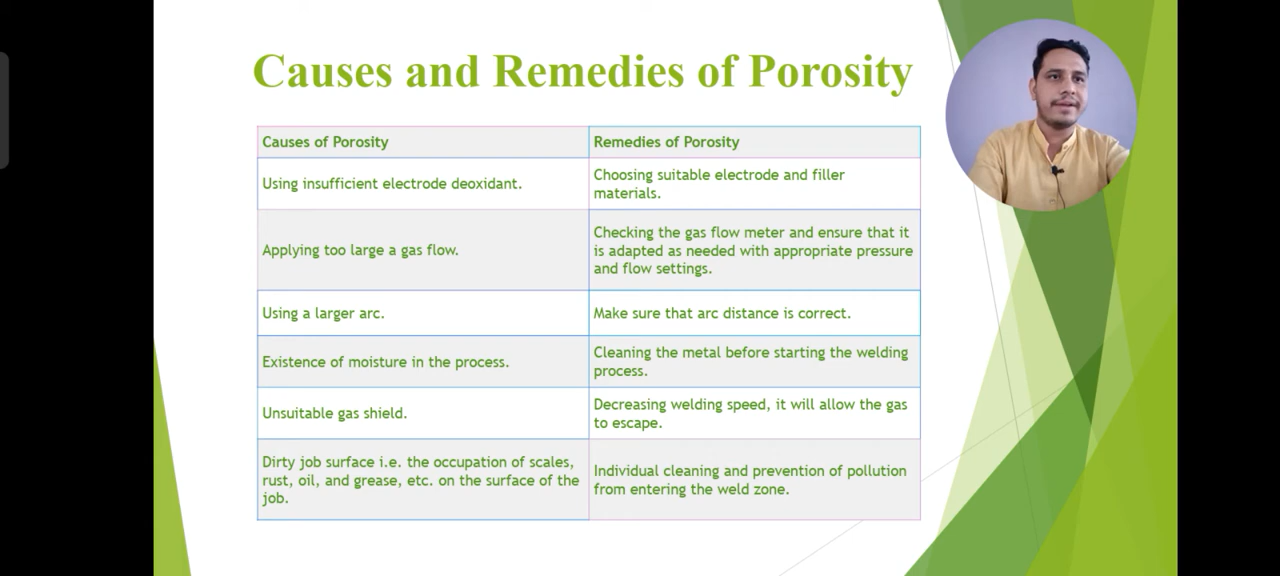 Causes and Remedies of Porosity
Causes of Porosity
Remedies of Porosity
Using insufficient electrode deoxidant.
Choosing suitable electrode and filler
materials.
Applying too large a gas flow.
Checking the gas flow meter and ensure that it
is adapted as needed with appropriate pressure
and flow settings.
Using a larger arc.
Make sure that arc distance is correct.
Existence of moisture in the process.
Cleaning the metal before starting the welding
process.
Unsuitable gas shield.
Decreasing welding speed, it will allow the gas
to escape.
Dirty job surface i.e. the occupation of scales,
rust, oil, and grease, etc. on the surface of the
job.
Individual cleaning and prevention of pollution
from entering the weld zone.